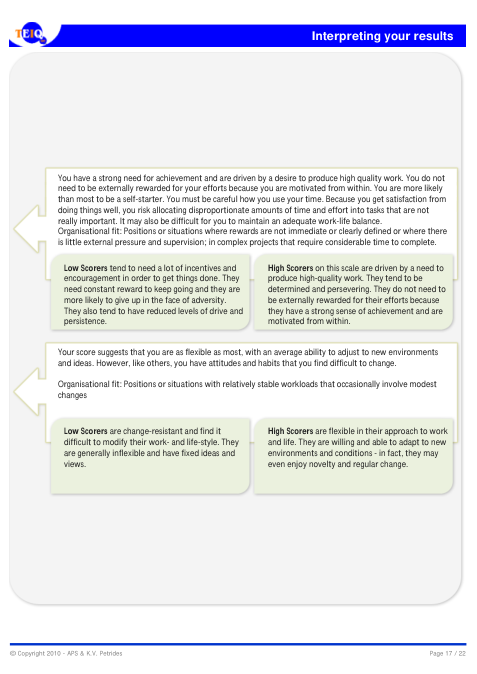 TEIQ
Interpreting your results
You have a strong need for achievement and are driven by a desire to produce high quality work. You do not
need to be externally rewarded for your efforts because you are motivated from within. You are more likely
than most to be a self-starter. You must be careful how you use your time. Because you get satisfaction from
doing things well, you risk allocating disproportionate amounts of time and effort into tasks that are not
really important. It may also be difficult for you to maintain an adequate work-life balance.
Organisational fit: Positions or situations where rewards are not immediate or clearly defined or where there
is little external pressure and supervision; in complex projects that require considerable time to complete.
Low Scorers tend to need a lot of incentives and
encouragement in order to get things done. They
need constant reward to keep going and they are
more likely to give up in the face of adversity.
They also tend to have reduced levels of drive and
persistence.
High Scorers on this scale are driven by a need to
produce high-quality work. They tend to be
determined and persevering. They do not need to
be externally rewarded for their efforts because
they have a strong sense of achievement and are
motivated from within.
Your score suggests that you are as flexible as most, with an average ability to adjust to new environments
and ideas. However, like others, you have attitudes and habits that you find difficult to change.
Organisational fit: Positions or situations with relatively stable workloads that occasionally involve modest
changes
Low Scorers are change-resistant and find it
difficult to modify their work- and life-style. They
are generally inflexible and have fixed ideas and
views.
High Scorers are flexible in their approach to work
and life. They are willing and able to adapt to new
environments and conditions - in fact, they may
even enjoy novelty and regular change.
© Copyright 2010 - APS & K.V. Petrides
Page 17 / 22